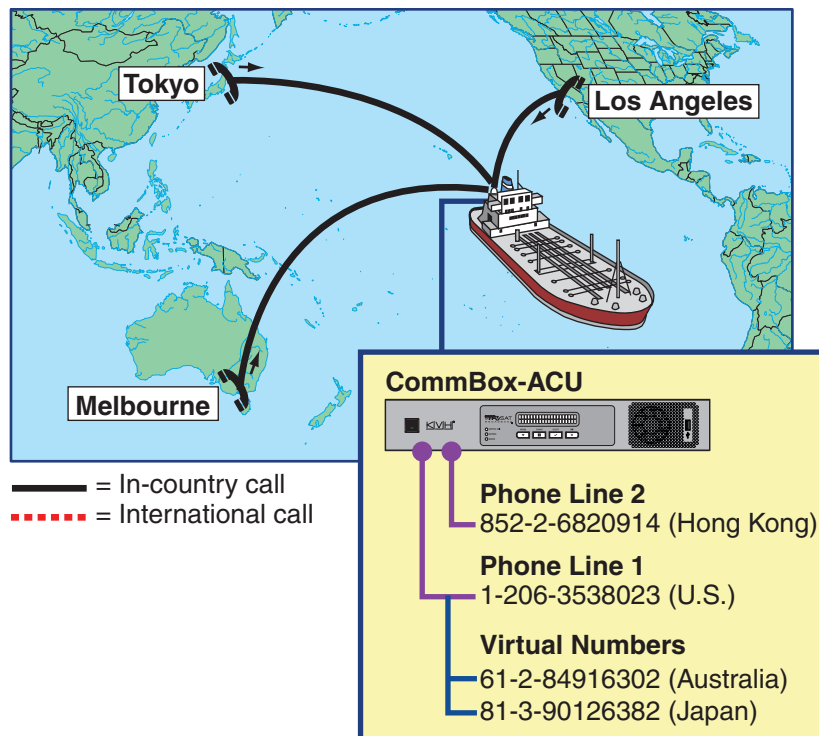 Tokyo
Los Angeles
Melbourne
= In-country call
= International call
CommBox-ACU
KVH
Phone Line 2
852-2-6820914 (Hong Kong)
Phone Line 1
1-206-3538023 (U.S.)
Virtual Numbers
61-2-84916302 (Australia)
81-3-90126382 (Japan)